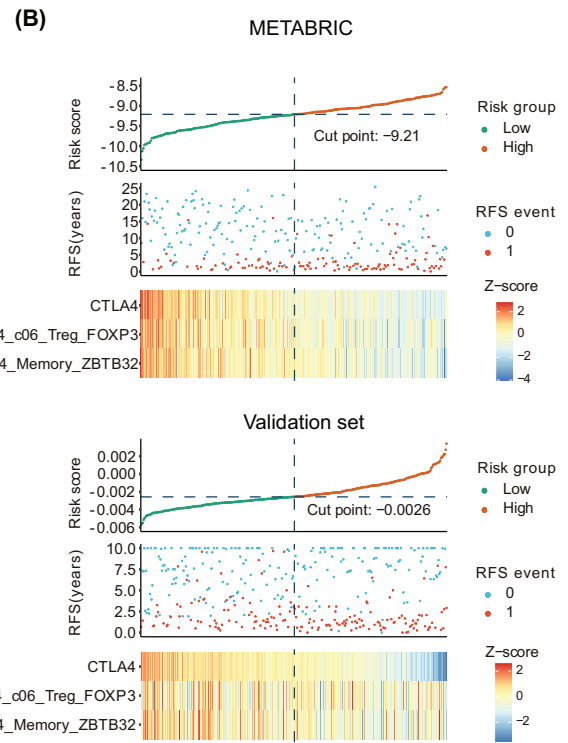 (B)
METABRIC
Risk score
-8.5
-9.0
-9.5
-10.0
-10.5
Cut point: −9.21
Risk group
Low
High
RFS(years)
25
20
15
10
5
0
RFS event
0
1
CTLA4
4_c06_Treg_FOXP3
4_Memory_ZBTB32
Z−score
2
0
−2
−4
Validation set
Risk score
0.002
0.000
-0.002
-0.004
-0.006
Cut point: −0.0026
Risk group
Low
High
RFS(years)
10.0
7.5
5.0
2.5
0.0
RFS event
0
1
CTLA4
4_c06_Treg_FOXP3
4_Memory_ZBTB32
Z−score
2
0
−2